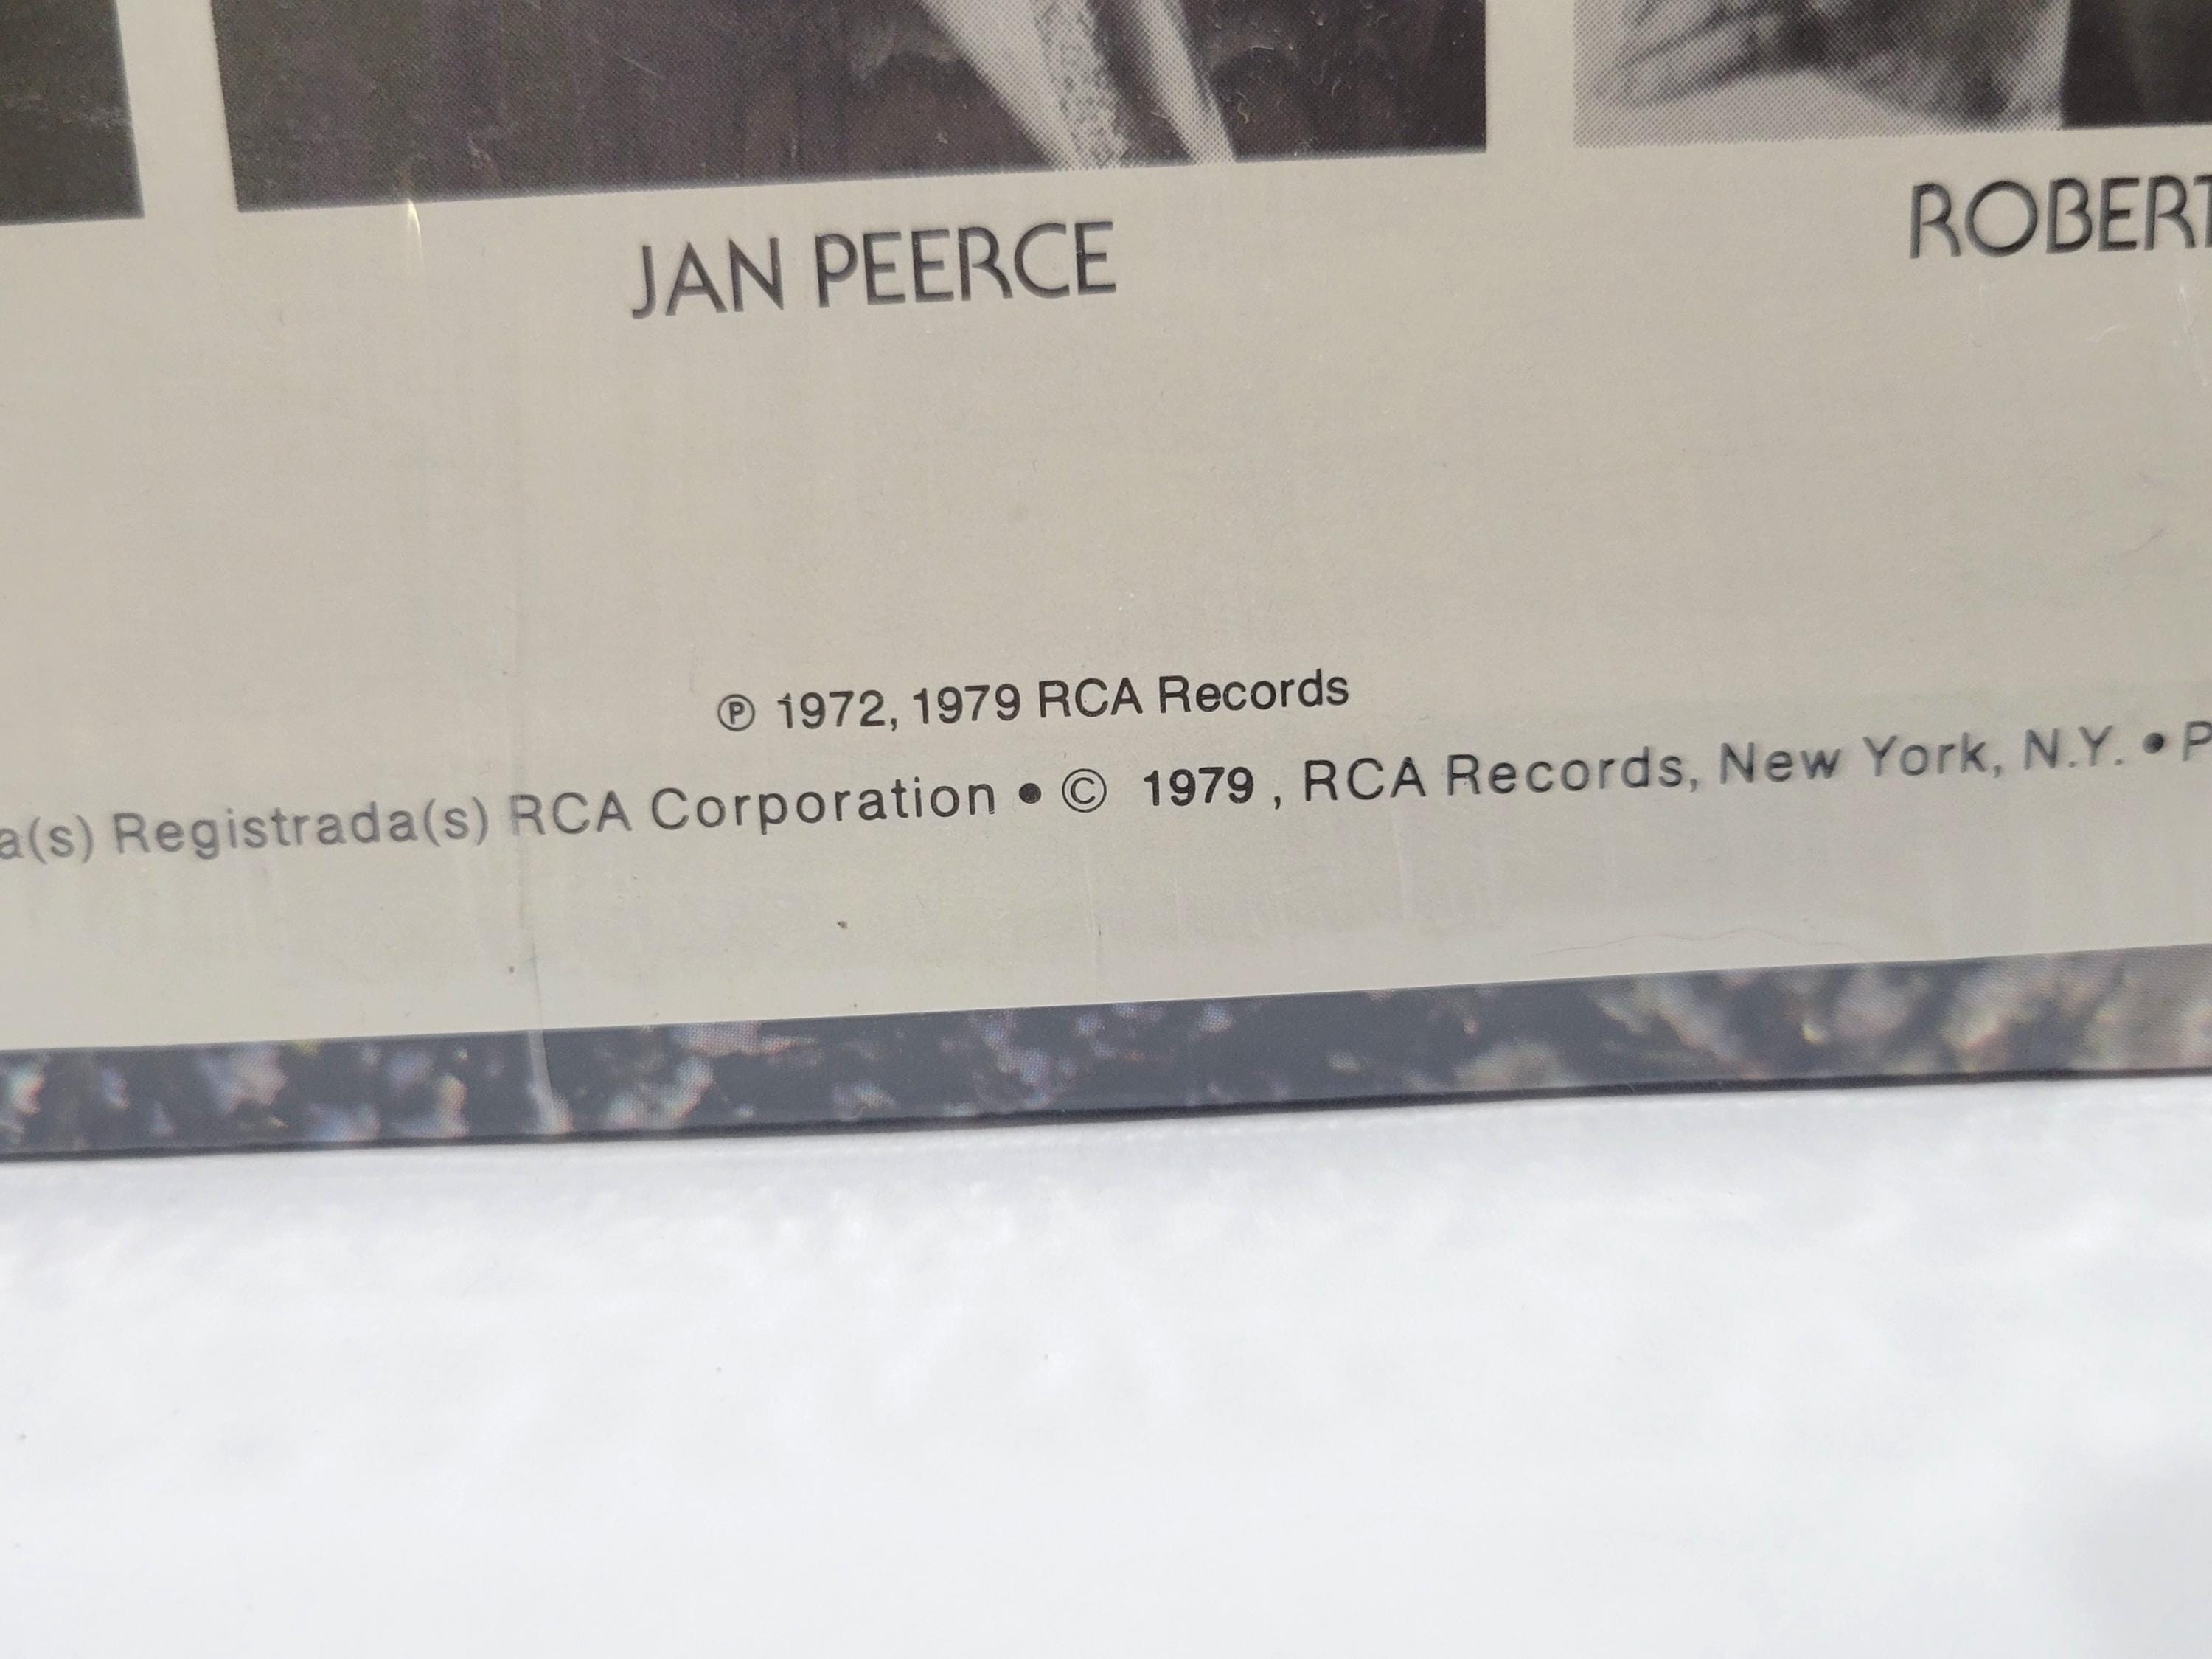 JAN PEERCE
ROBERT
℗ 1972, 1979 RCA Records
a(s) Registrada(s) RCA Corporation • © 1979 , RCA Records, New York, N.Y. • P